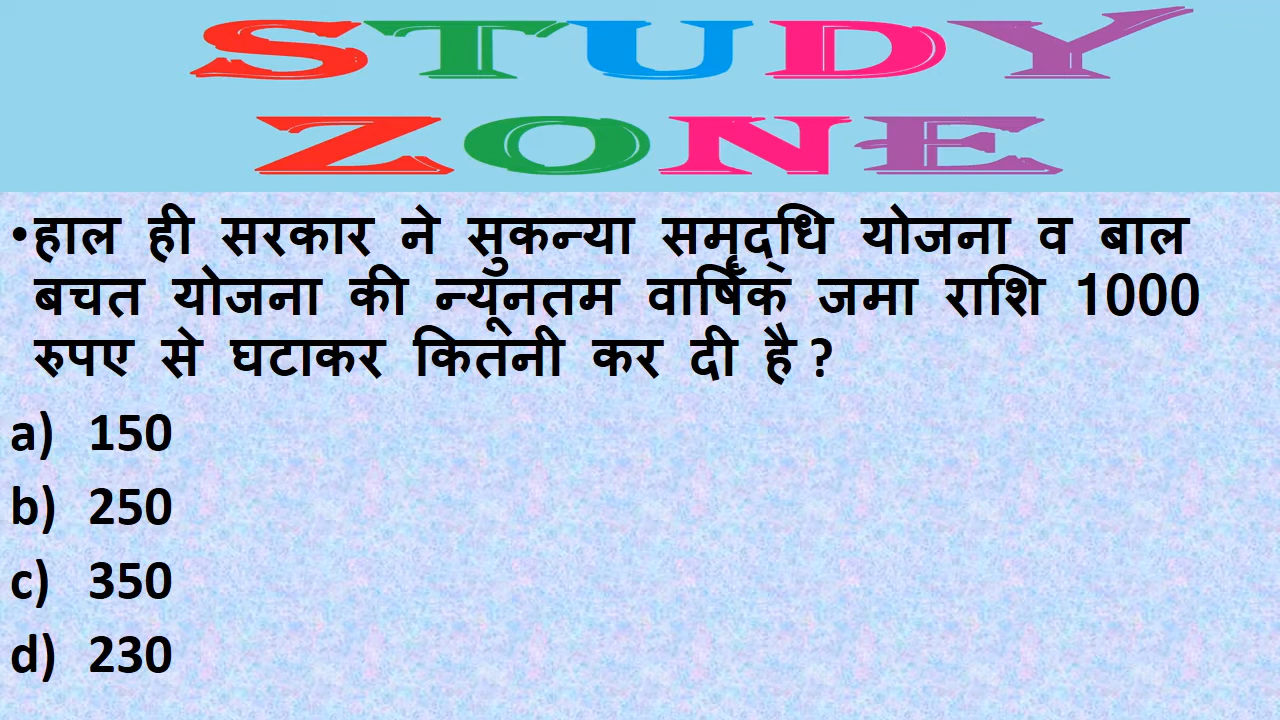 STUDY
ZONE
•हाल ही सरकार ने सुकन्या समृद्धि योजना व बाल
बचत योजना की न्यूनतम वार्षिक जमा राशि 1000
रुपए से घटाकर कितनी कर दी है ?
a) 150
b) 250
c) 350
d) 230